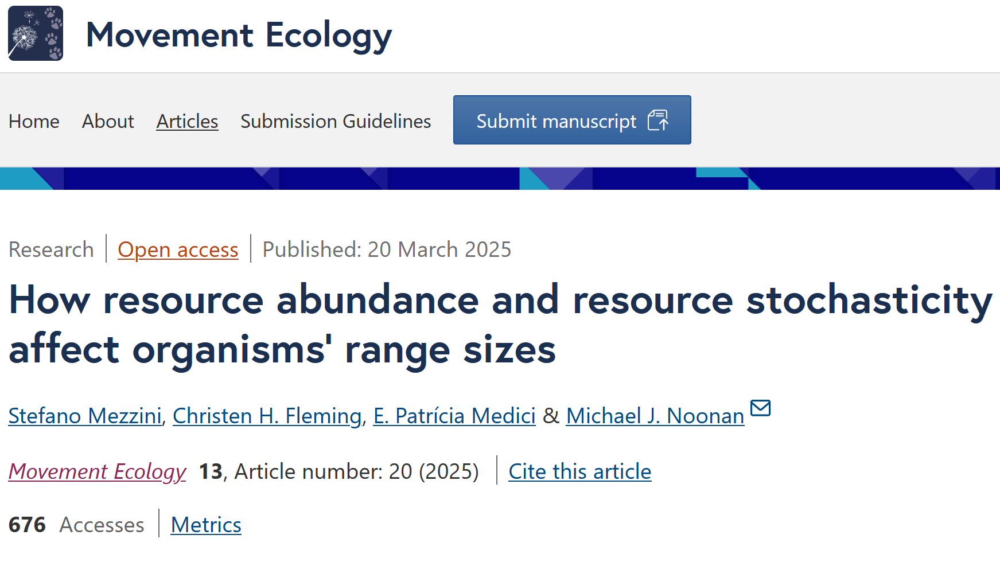 Movement Ecology
Home About Articles Submission Guidelines Submit manuscript
Research Open access Published: 20 March 2025
How resource abundance and resource stochasticity
affect organisms' range sizes
Stefano Mezzini, Christen H. Fleming, E. Patrícia Medici & Michael J. Noonan
Movement Ecology 13, Article number: 20 (2025) Cite this article
676 Accesses Metrics